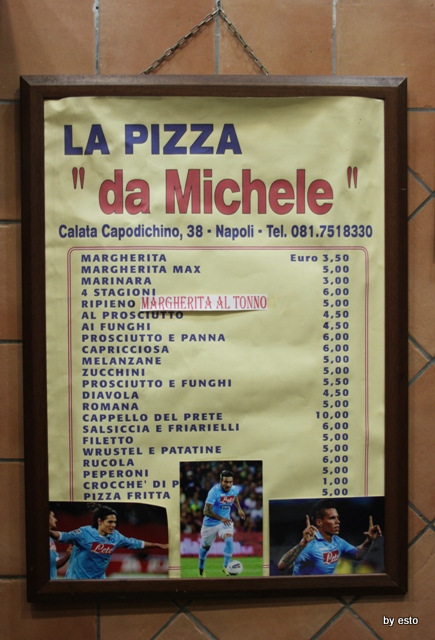 LA PIZZA
" da Michele "
Calata Capodichino, 38 - Napoli - Tel. 081.7518330
MARGHERITA Euro 3,50
MARGHERITA MAX 5,00
MARINARA 3,00
4 STAGIONI 6,00
RIPIENO MARGHERITA AL TONNO 5,00
AL PROSCIUTTO 4,50
AI FUNGHI 4,50
PROSCIUTTO E PANNA 6,00
CAPRICCIOSA 6,00
MELANZANE 5,00
ZUCCHINI 5,00
PROSCIUTTO E FUNGHI 5,50
DIAVOLA 4,50
ROMANA 5,00
CAPPELLO DEL PRETE 10,00
SALSICCIA E FRIARIELLI 6,00
FILETTO 5,00
WRUSTEL E PATATINE 5,00
RUCOLA 6,00
PEPERONI 5,00
CROCCHE' DI P 1,00
PIZZA FRITTA 5,00
Lete
Lete
Lete
by esto